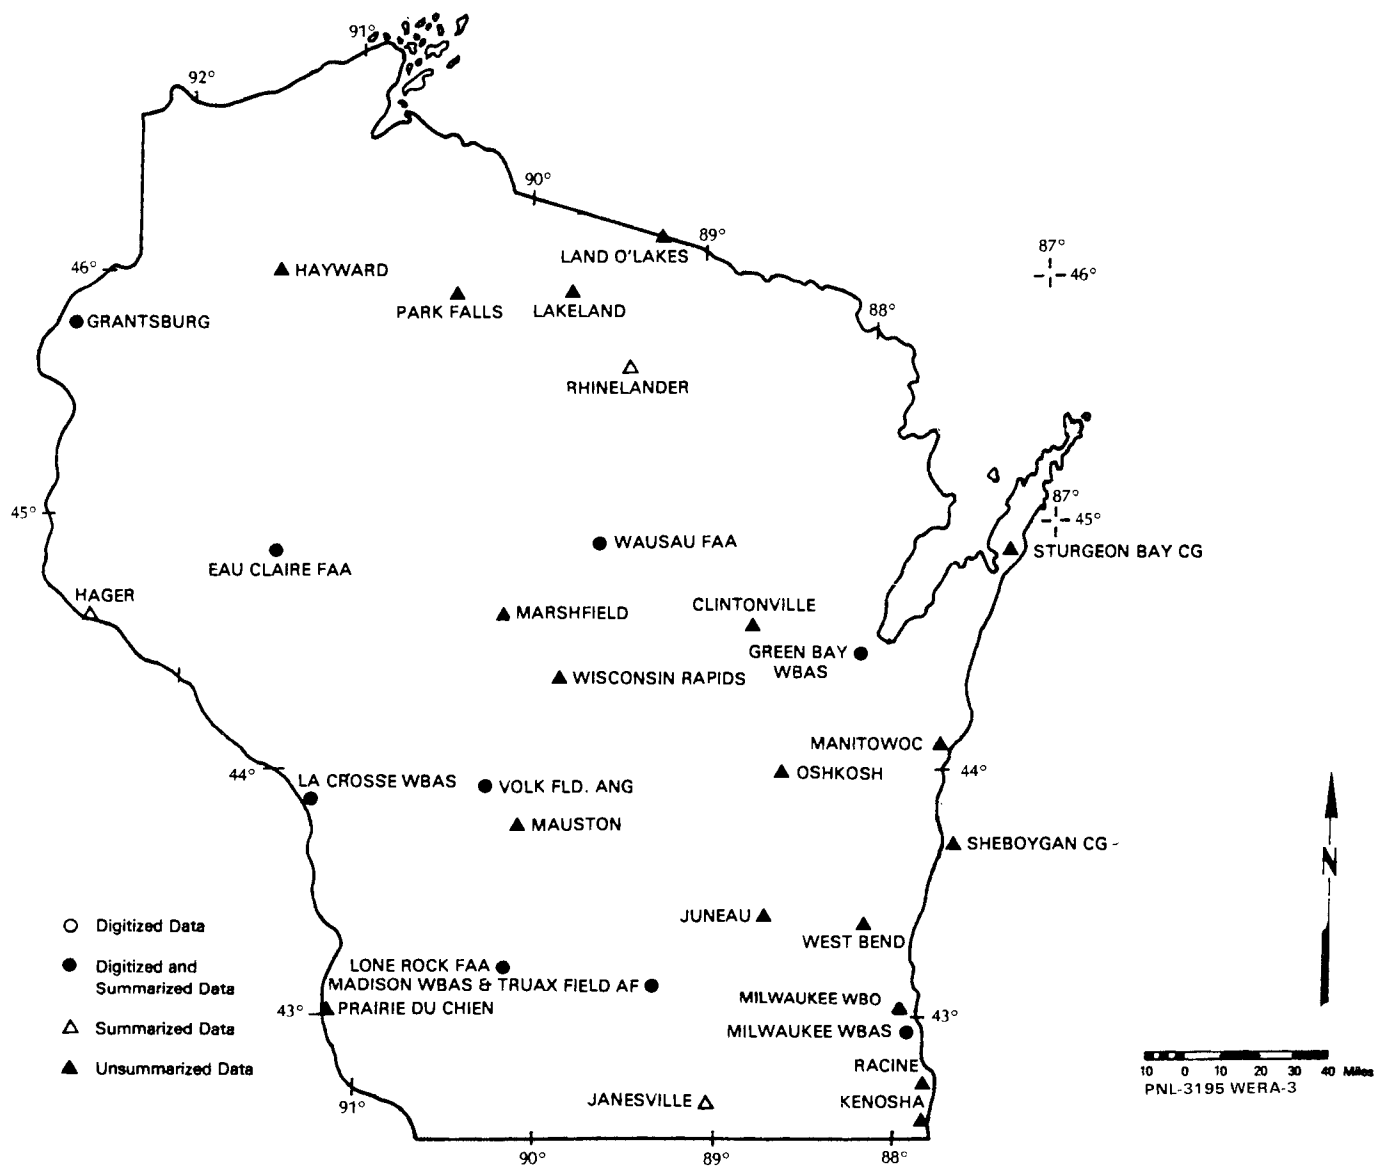 91°
92°
90°
89°
LAND O'LAKES
87°
46°
46°
HAYWARD
PARK FALLS
LAKELAND
88°
GRANTSBURG
RHINELANDER
87°
45°
45°
WAUSAU FAA
STURGEON BAY CG
EAU CLAIRE FAA
HAGER
CLINTONVILLE
MARSHFIELD
GREEN BAY
WBAS
WISCONSIN RAPIDS
MANITOWOC
44°
LA CROSSE WBAS
VOLK FLD. ANG
OSHKOSH
44°
MAUSTON
SHEBOYGAN CG
N
JUNEAU
WEST BEND
Digitized Data
Digitized and
Summarized Data
Summarized Data
Unsummarized Data
LONE ROCK FAA
MADISON WBAS & TRUAX FIELD AF
43°
PRAIRIE DU CHIEN
MILWAUKEE WBO
43°
MILWAUKEE WBAS
RACINE
JANESVILLE
KENOSHA
91°
90°
89°
88°
10 0 10 20 30 40 Miles
PNL-3195 WERA-3